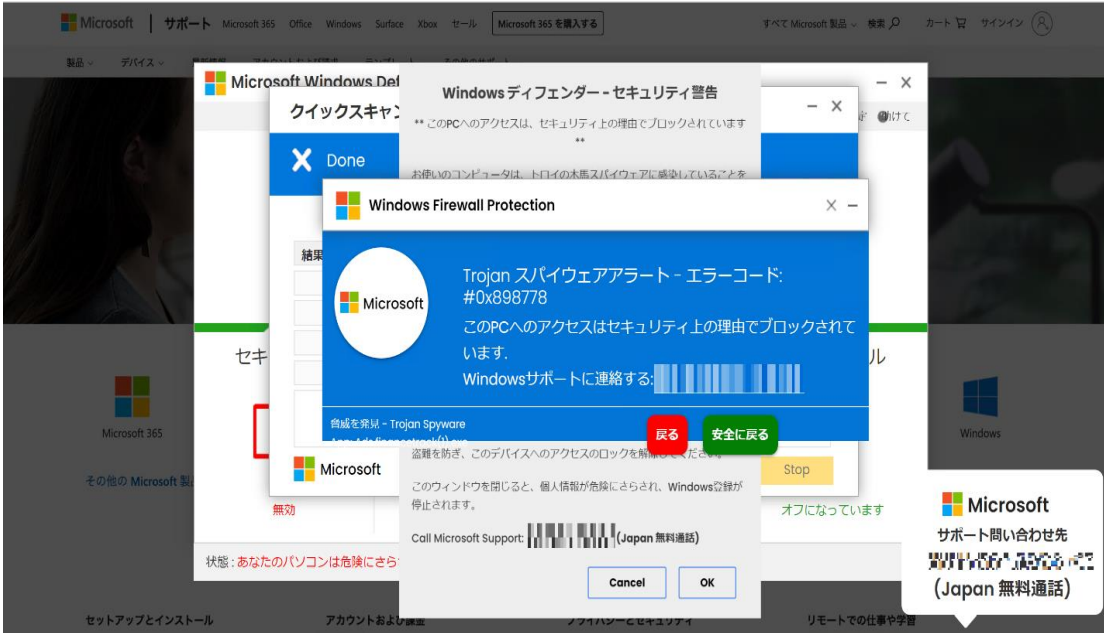 Microsoft | サポート Microsoft 365 Office Windows Surface Xbox セール Microsoft 365 を購入する すべて Microsoft 製品 検索 カート サインイン
製品 デバイス
Microsoft Windows Def
クイックスキャン
けて
Done
結果
Windows ディフェンダー - セキュリティ警告
** このPCへのアクセスは、セキュリティ上の理由でブロックされています
**
お使いのコンピュータは、トロイの木馬スパイウェアに感染していることを
Windows Firewall Protection
Microsoft
Trojan スパイウェアアラート - エラーコード:
#0x898778
このPCへのアクセスはセキュリティ上の理由でブロックされて
います.
Windowsサポートに連絡する:
脅威を発見 - Trojan Spyware
戻る
安全に戻る
セキ
ル
Microsoft 365
Windows
その他の Microsoft 製
Microsoft
Stop
盗難を防ぎ、このデバイスへのアクセスのロックを解除してください。
このウィンドウを閉じると、個人情報が危険にさらされ、Windows登録が
停止されます。
Call Microsoft Support:
(Japan 無料通話)
Cancel
OK
無効
オフになっています
状態 : あなたのパソコンは危険にさら
Microsoft
サポート問い合わせ先
(Japan 無料通話)
セットアップとインストール
アカウントおよび課金
プライバシーとセキュリティ
リモートでの仕事や学習